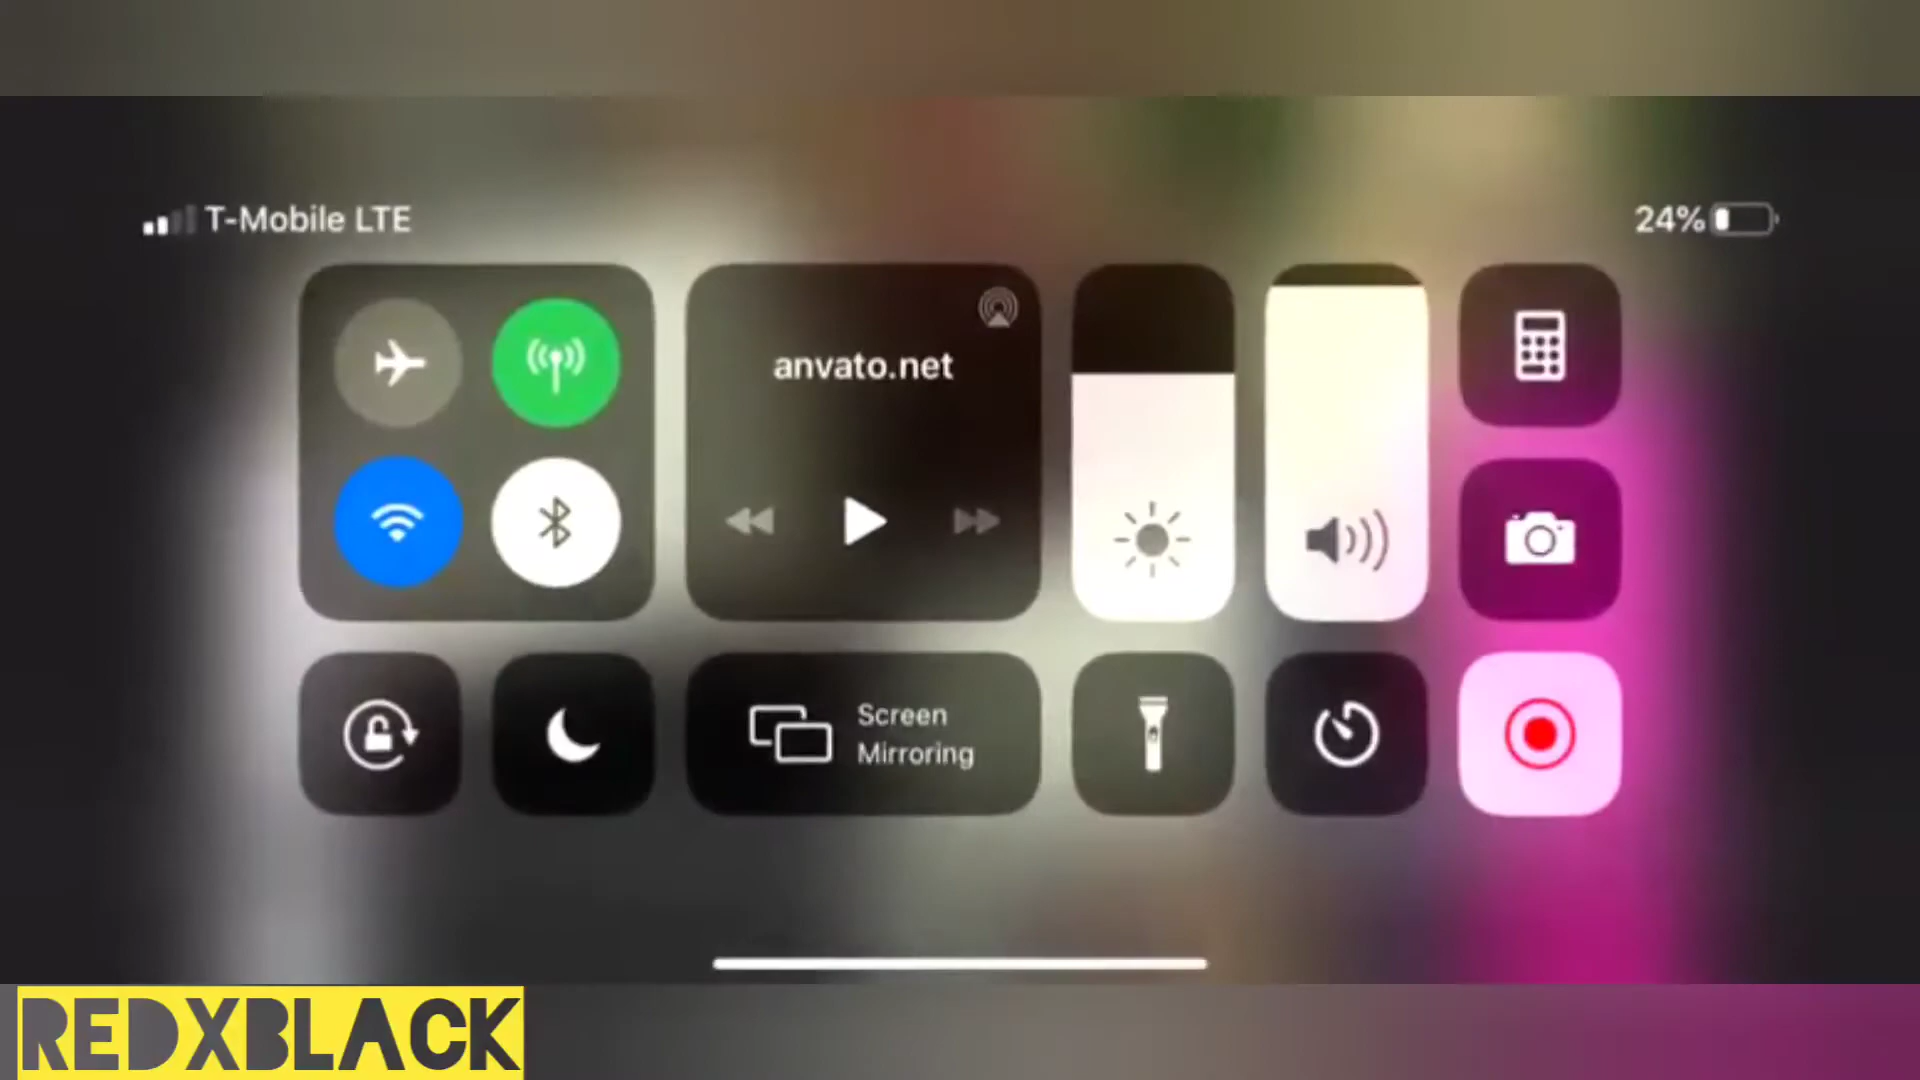 T-Mobile LTE
24%
anvato.net
Screen
Mirroring
REDXBLACK